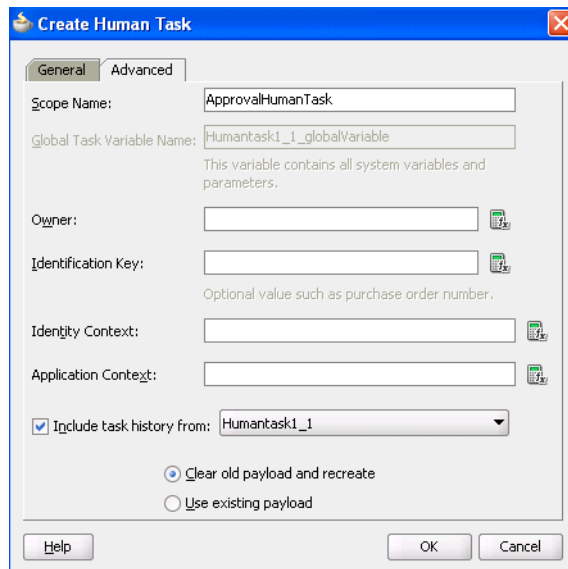 Create Human Task
General Advanced
Scope Name: ApprovalHumanTask
Global Task Variable Name: Humantask1_1_globalVariable
This variable contains all system variables and
parameters.
Owner:
Identification Key:
Optional value such as purchase order number.
Identity Context:
Application Context:
Include task history from: Humantask1_1
Clear old payload and recreate
Use existing payload
Help OK Cancel